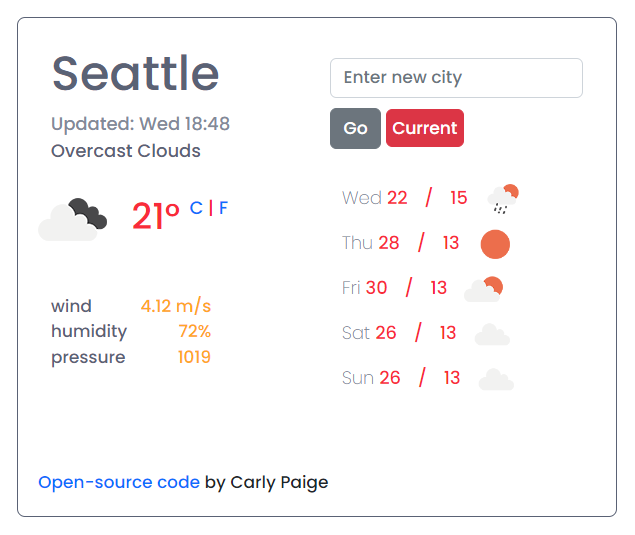 Seattle
Updated: Wed 18:48
Overcast Clouds
21° C | F
wind 4.12 m/s
humidity 72%
pressure 1019
Enter new city
Go Current
Wed 22 / 15
Thu 28 / 13
Fri 30 / 13
Sat 26 / 13
Sun 26 / 13
Open-source code by Carly Paige